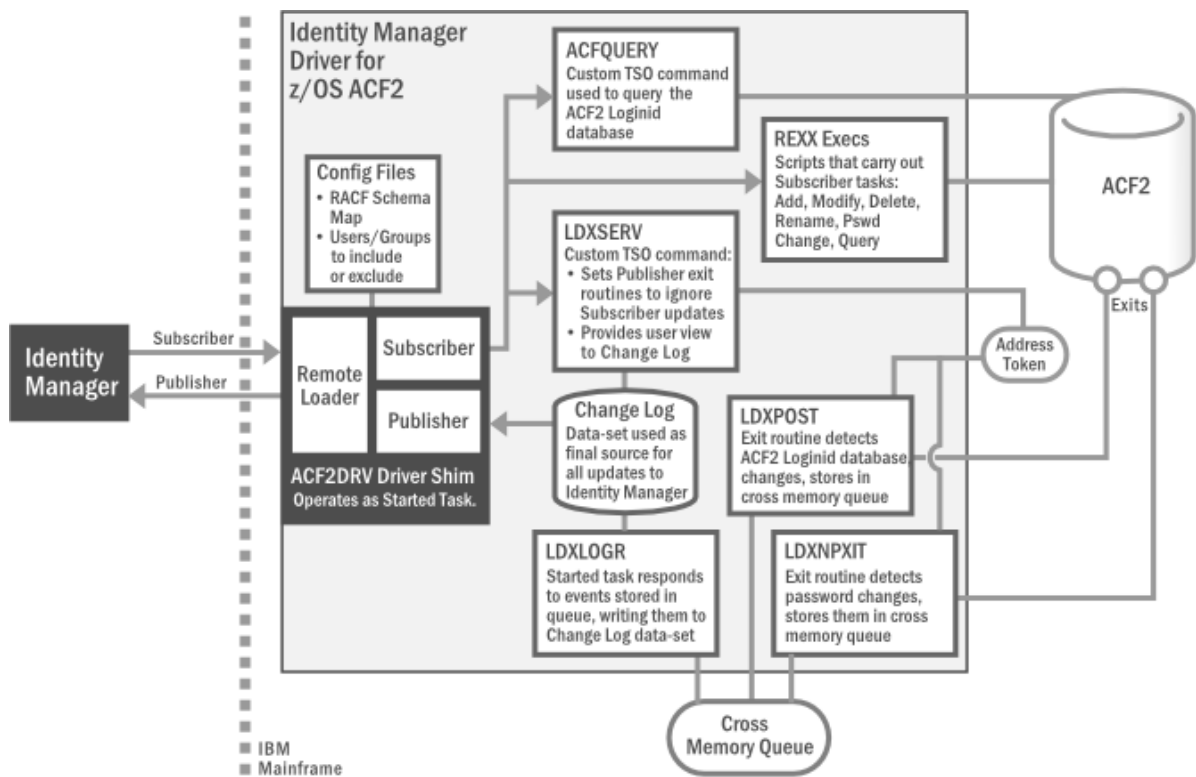 Identity Manager
Driver for
z/OS ACF2
ACFQUERY
Custom TSO command
used to query the
ACF2 Loginid
database
REXX Execs
Scripts that carry out
Subscriber tasks:
Add, Modify, Delete,
Rename, Pswd
Change, Query
ACF2
Exits
Config Files
• RACF Schema
Map
• Users/Groups
to include
or exclude
LDXSERV
Custom TSO command:
• Sets Publisher exit
routines to ignore
Subscriber updates
• Provides user view
to Change Log
Address
Token
Identity
Manager
Subscriber
Publisher
Remote
Loader
Subscriber
Publisher
ACF2DRV Driver Shim
Operates as Started Task.
Change Log
Data-set used as
final source for
all updates to
Identity Manager
LDXPOST
Exit routine detects
ACF2 Loginid database,
changes, stores in
cross memory queue
LDXLOGR
Started task responds
to events stored in
queue, writing them to
Change Log data-set
LDXNPXIT
Exit routine detects
password changes,
stores them in cross
memory queue
Cross
Memory Queue
IBM
Mainframe